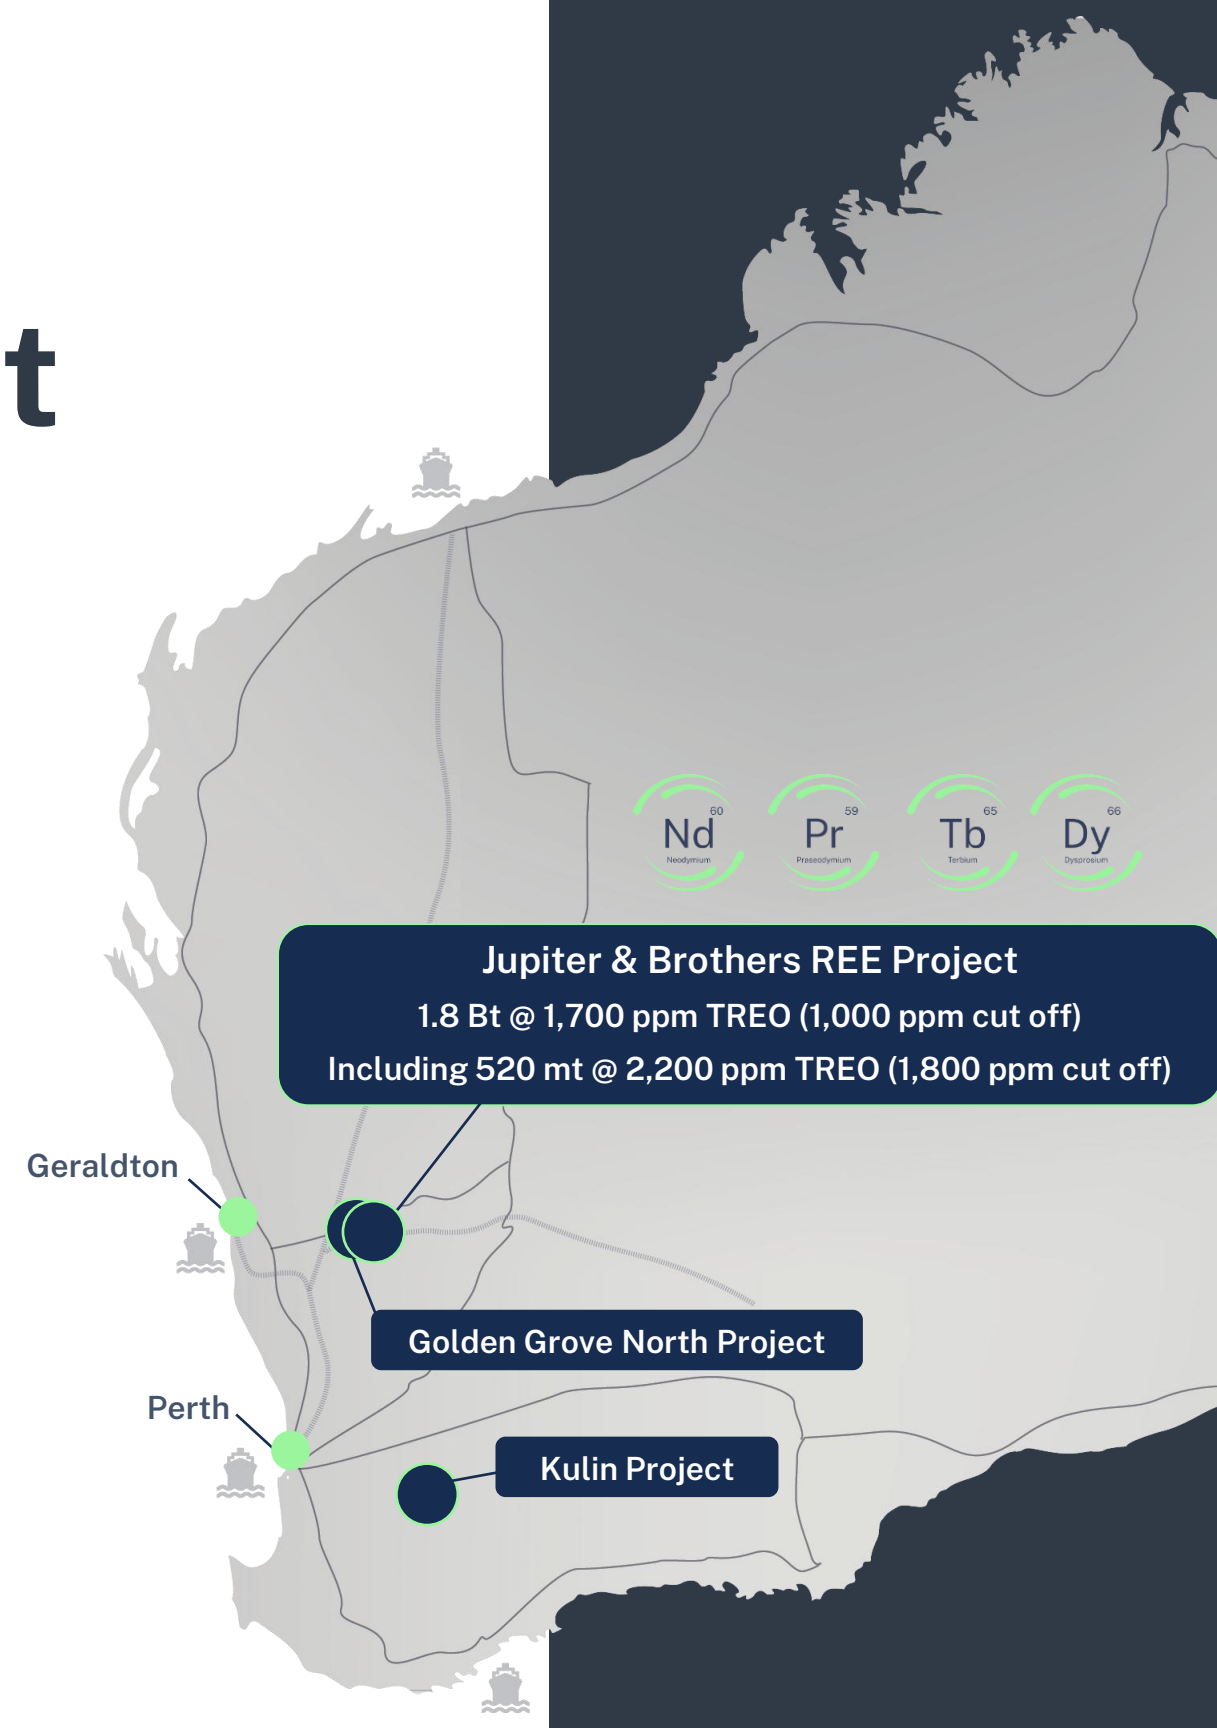 t
60
Nd
Neodymium
59
Pr
Praseodymium
65
Tb
Terbium
66
Dy
Dysprosium
Jupiter & Brothers REE Project
1.8 Bt @ 1,700 ppm TREO (1,000 ppm cut off)
Including 520 mt @ 2,200 ppm TREO (1,800 ppm cut off)
Geraldton
Golden Grove North Project
Perth
Kulin Project